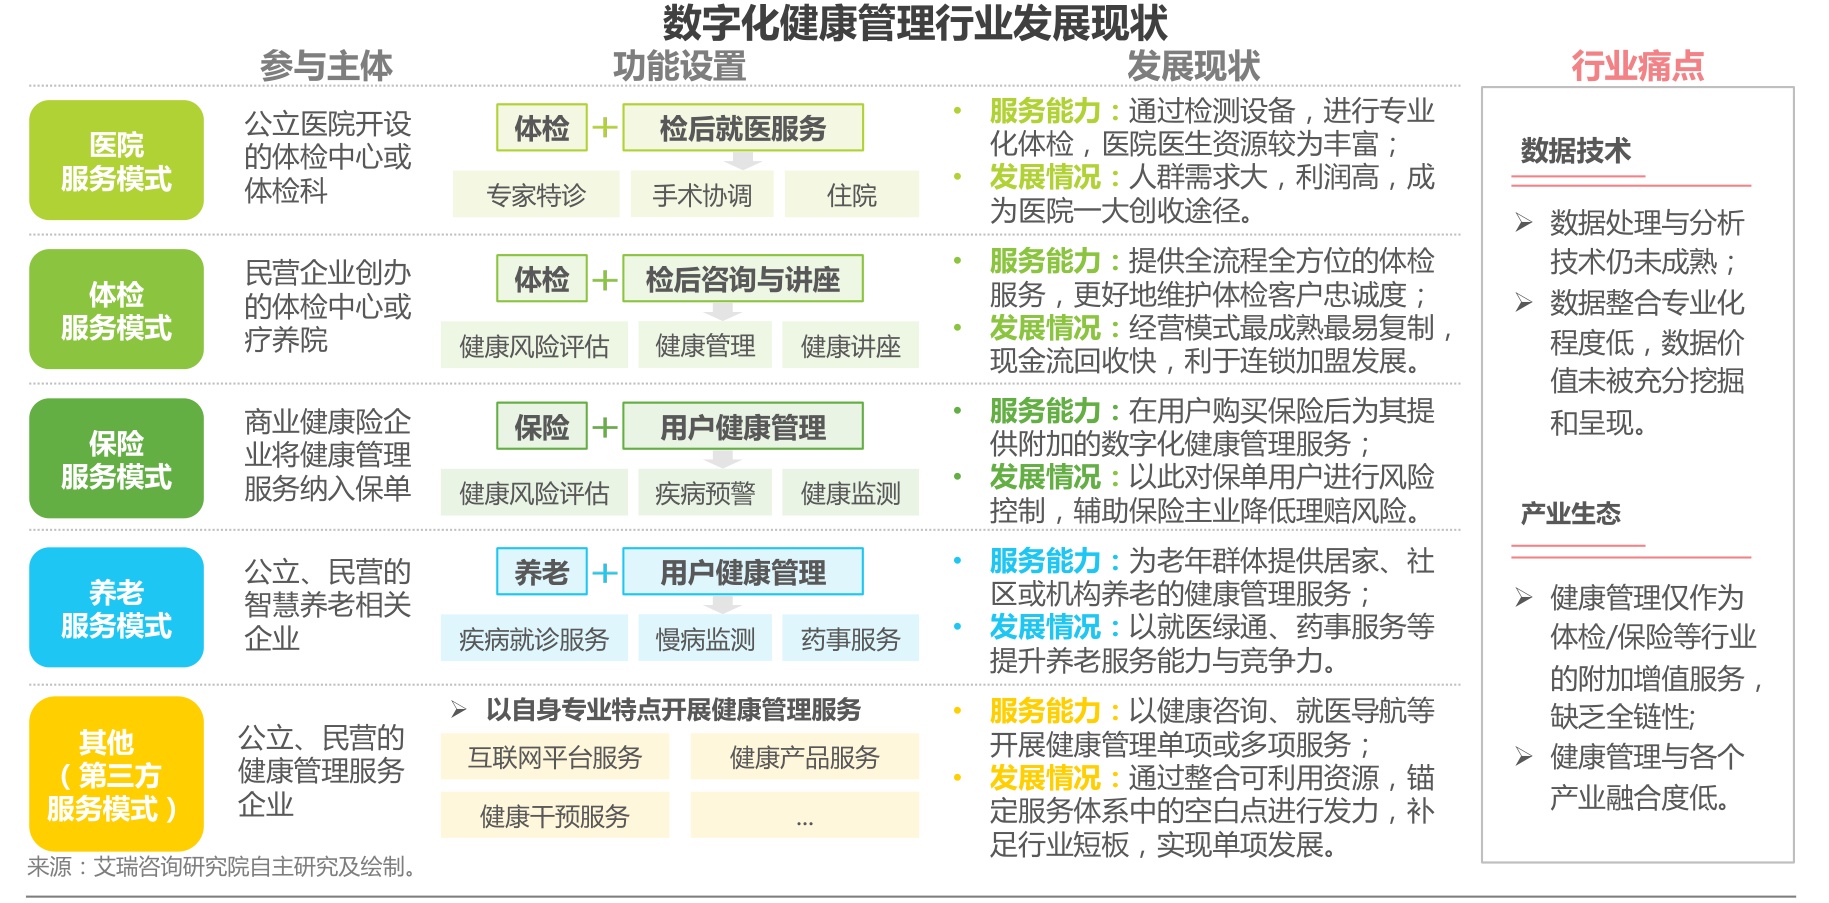 数字化健康管理行业发展现状
参与主体
功能设置
发展现状
行业痛点
医院
服务模式
公立医院开设
的体检中心或
体检科
体检
+
检后就医服务
专家特诊
手术协调
住院
• 服务能力：通过检测设备，进行专业
化体检，医院医生资源较为丰富；
• 发展情况：人群需求大，利润高，成
为医院一大创收途径。
体检
服务模式
民营企业创办
的体检中心或
疗养院
体检
+
检后咨询与讲座
健康风险评估
健康管理
健康讲座
• 服务能力：提供全流程全方位的体检
服务，更好地维护体检客户忠诚度；
• 发展情况：经营模式最成熟最易复制，
现金流回收快，利于连锁加盟发展。
保险
服务模式
商业健康险企
业将健康管理
服务纳入保单
保险
+
用户健康管理
健康风险评估
疾病预警
健康监测
• 服务能力：在用户购买保险后为其提
供附加的数字化健康管理服务；
• 发展情况：以此对保单用户进行风险
控制，辅助保险主业降低理赔风险。
养老
服务模式
公立、民营的
智慧养老相关
企业
养老
+
用户健康管理
疾病就诊服务
慢病监测
药事服务
• 服务能力：为老年群体提供居家、社
区或机构养老的健康管理服务；
• 发展情况：以就医绿通、药事服务等
提升养老服务能力与竞争力。
其他
（第三方
服务模式）
公立、民营的
健康管理服务
企业
➢ 以自身专业特点开展健康管理服务
互联网平台服务
健康产品服务
健康干预服务
...
• 服务能力：以健康咨询、就医导航等
开展健康管理单项或多项服务；
• 发展情况：通过整合可利用资源，锚
定服务体系中的空白点进行发力，补
足行业短板，实现单项发展。
数据技术
➢ 数据处理与分析
技术仍未成熟；
➢ 数据整合专业化
程度低，数据价
值未被充分挖掘
和呈现。
产业生态
➢ 健康管理仅作为
体检/保险等行业
的附加增值服务，
缺乏全链性;
➢ 健康管理与各个
产业融合度低。
来源：艾瑞咨询研究院自主研究及绘制。